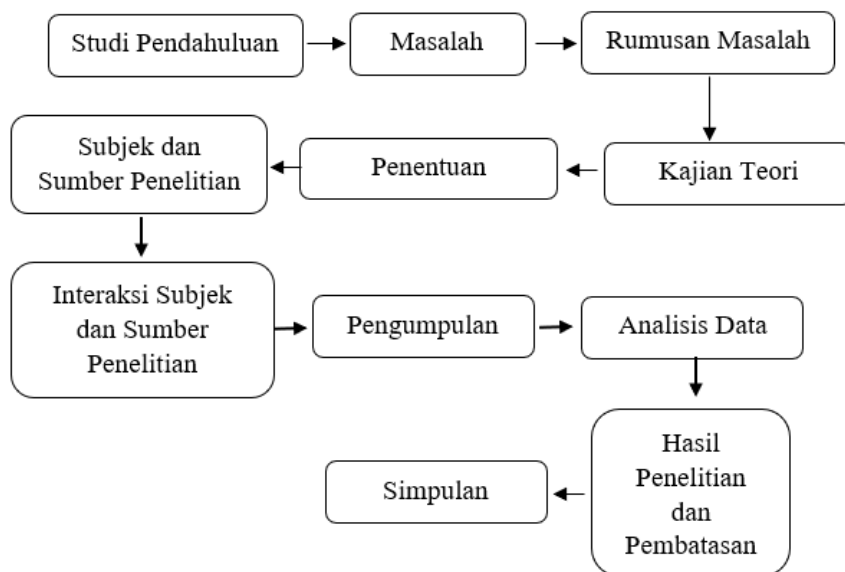 Studi Pendahuluan
Masalah
Rumusan Masalah
Kajian Teori
Penentuan
Subjek dan
Sumber Penelitian
Interaksi Subjek
dan Sumber
Penelitian
Pengumpulan
Analisis Data
Hasil
Penelitian
dan
Pembatasan
Simpulan